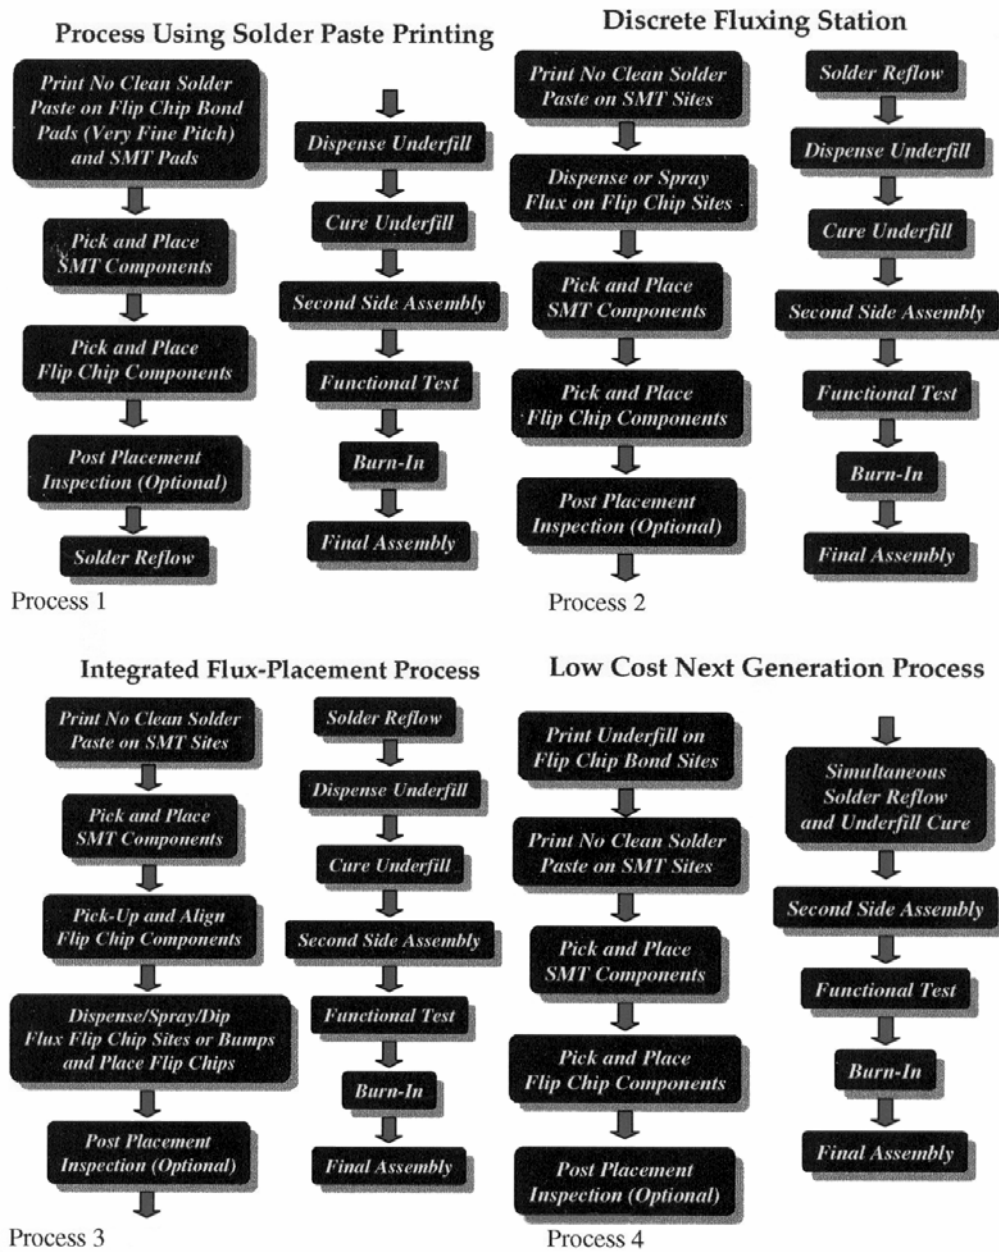 Process Using Solder Paste Printing
Print No Clean Solder
Paste on Flip Chip Bond
Pads (Very Fine Pitch)
and SMT Pads
Pick and Place
SMT Components
Pick and Place
Flip Chip Components
Post Placement
Inspection (Optional)
Solder Reflow
Dispense Underfill
Cure Underfill
Second Side Assembly
Functional Test
Burn-In
Final Assembly
Process 1
Discrete Fluxing Station
Print No Clean Solder
Paste on SMT Sites
Dispense or Spray
Flux on Flip Chip Sites
Pick and Place
SMT Components
Pick and Place
Flip Chip Components
Post Placement
Inspection (Optional)
Solder Reflow
Dispense Underfill
Cure Underfill
Second Side Assembly
Functional Test
Burn-In
Final Assembly
Process 2
Integrated Flux-Placement Process
Print No Clean Solder
Paste on SMT Sites
Pick and Place
SMT Components
Pick-Up and Align
Flip Chip Components
Dispense/Spray/Dip
Flux Flip Chip Sites or Bumps
and Place Flip Chips
Post Placement
Inspection (Optional)
Solder Reflow
Dispense Underfill
Cure Underfill
Second Side Assembly
Functional Test
Burn-In
Final Assembly
Process 3
Low Cost Next Generation Process
Print Underfill on
Flip Chip Bond Sites
Print No Clean Solder
Paste on SMT Sites
Pick and Place
SMT Components
Pick and Place
Flip Chip Components
Post Placement
Inspection (Optional)
Simultaneous
Solder Reflow
and Underfill Cure
Second Side Assembly
Functional Test
Burn-In
Final Assembly
Process 4